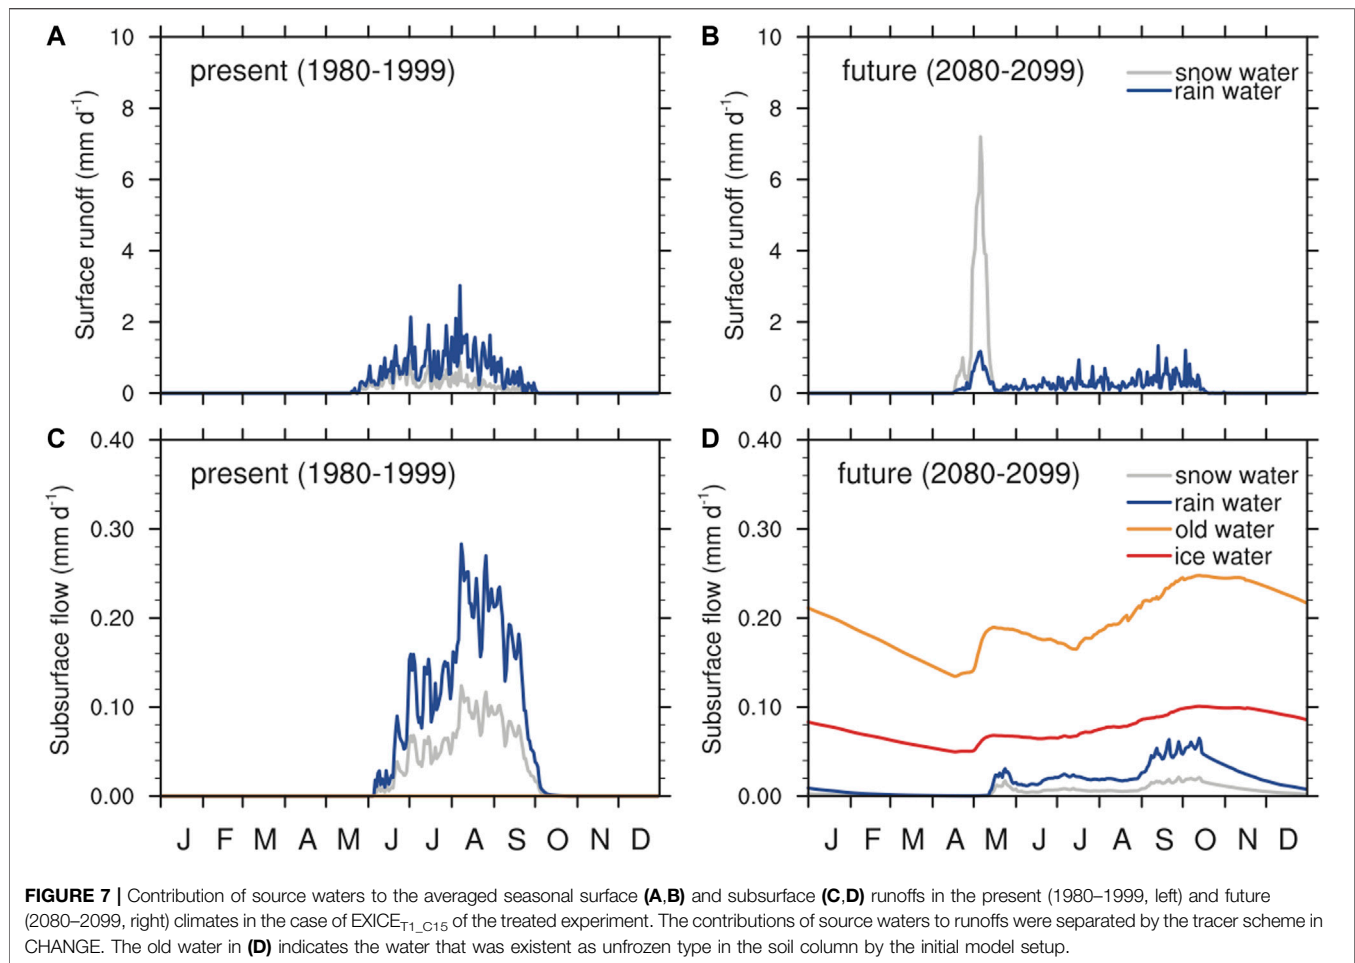 A
B
10
8
6
4
2
0
Surface runoff (mm d⁻¹)
present (1980-1999)
10
8
6
4
2
0
Surface runoff (mm d⁻¹)
future (2080-2099)
snow water
rain water
C
D
0.40
0.30
0.20
0.10
0.00
Subsurface flow (mm d⁻¹)
present (1980-1999)
J F M A M J J A S O N D
0.40
0.30
0.20
0.10
0.00
Subsurface flow (mm d⁻¹)
future (2080-2099)
snow water
rain water
old water
ice water
J F M A M J J A S O N D
FIGURE 7 | Contribution of source waters to the averaged seasonal surface (A,B) and subsurface (C,D) runoffs in the present (1980–1999, left) and future
(2080–2099, right) climates in the case of EXICE_T1_C15 of the treated experiment. The contributions of source waters to runoffs were separated by the tracer scheme in
CHANGE. The old water in (D) indicates the water that was existent as unfrozen type in the soil column by the initial model setup.